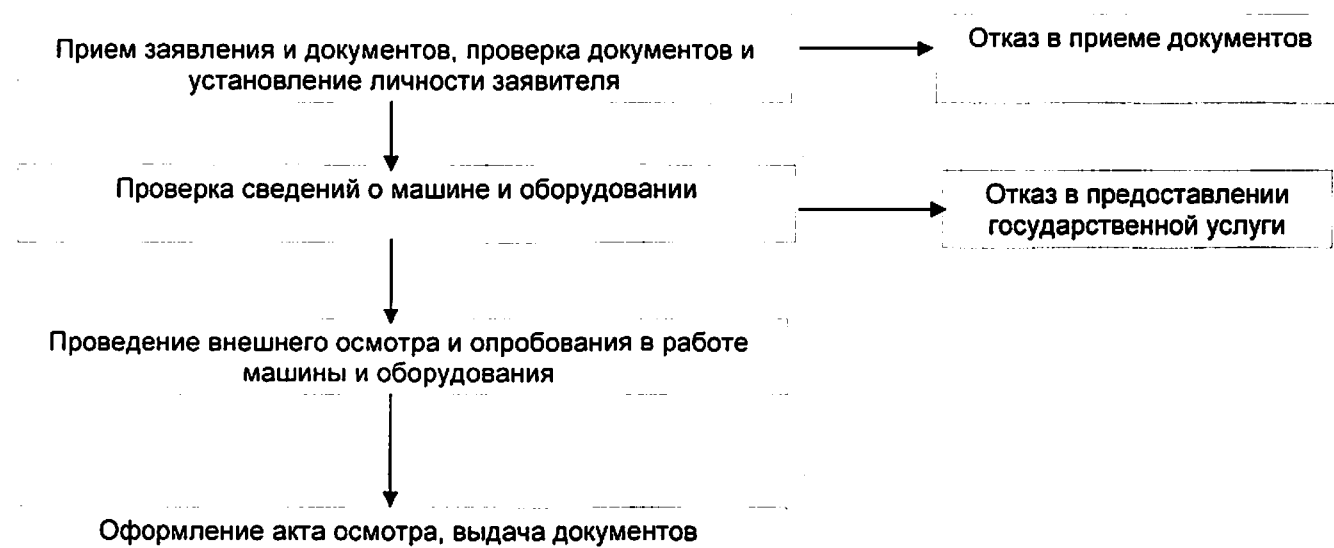 Прием заявления и документов, проверка документов и
установление личности заявителя
Отказ в приеме документов
Проверка сведений о машине и оборудовании
Отказ в предоставлении
государственной услуги
Проведение внешнего осмотра и опробования в работе
машины и оборудования
Оформление акта осмотра, выдача документов